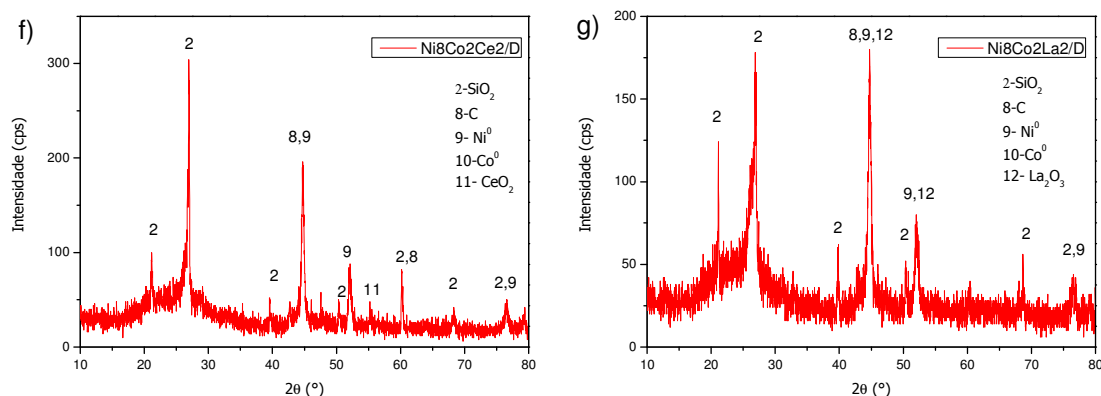 f)
Ni8Co2Ce2/D
2-SiO₂
8-C
9- Ni⁰
10-Co⁰
11- CeO₂
2
2
8,9
2
2
9
11
2,8
2
2,9
0
100
200
300
10 20 30 40 50 60 70 80
Intensidade (cps)
2θ (°)
g)
Ni8Co2La2/D
2-SiO₂
8-C
9- Ni⁰
10-Co⁰
12- La₂O₃
2
2
2
8,9,12
2
9,12
2
2,9
0
50
100
150
200
10 20 30 40 50 60 70 80
Intensidade (cps)
2θ (°)